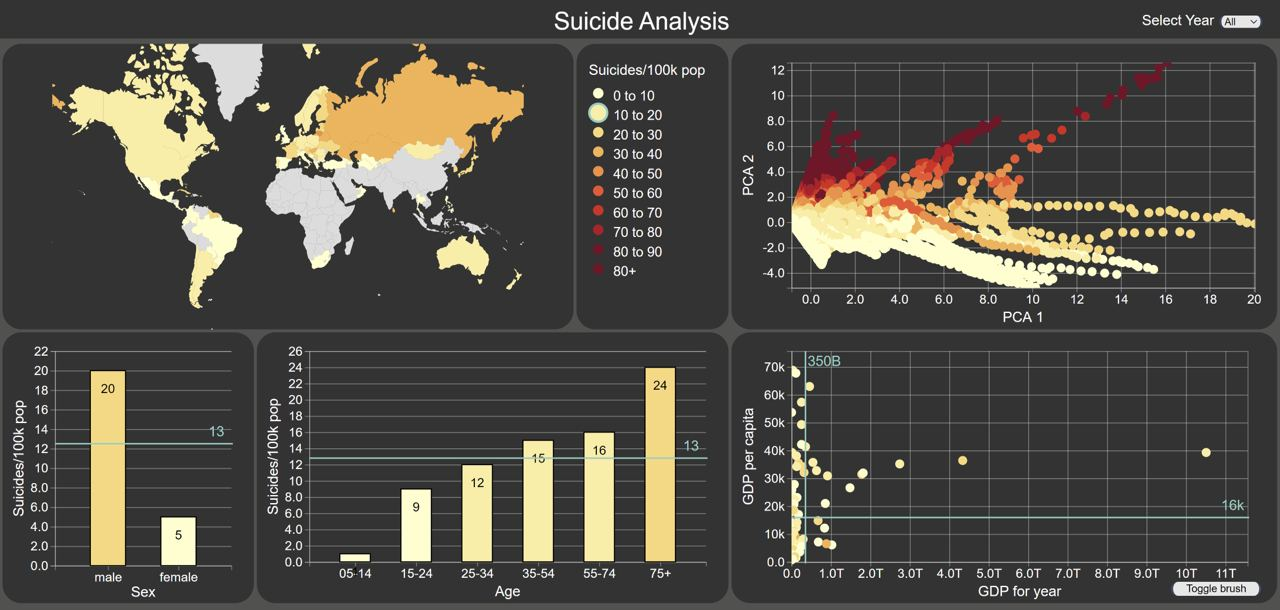 Suicide Analysis
Select Year All
Suicides/100k pop
0 to 10
10 to 20
20 to 30
30 to 40
40 to 50
50 to 60
60 to 70
70 to 80
80 to 90
80+
PCA 2
12
10
8.0
6.0
4.0
2.0
0.0
-2.0
-4.0
0.0 2.0 4.0 6.0 8.0 10 12 14 16 18 20
PCA 1
Suicides/100k pop
22
20
18
16
14
12
10
8.0
6.0
4.0
2.0
0.0
20
5
13
male female
Sex
Suicides/100k pop
26
24
22
20
18
16
14
12
10
8.0
6.0
4.0
2.0
0.0
9
12
15
16
24
13
05-14 15-24 25-34 35-54 55-74 75+
Age
GDP per capita
70k
60k
50k
40k
30k
20k
10k
0.0
350B
16k
0.0 1.0T 2.0T 3.0T 4.0T 5.0T 6.0T 7.0T 8.0T 9.0T 10T 11T
GDP for year
Toggle brush